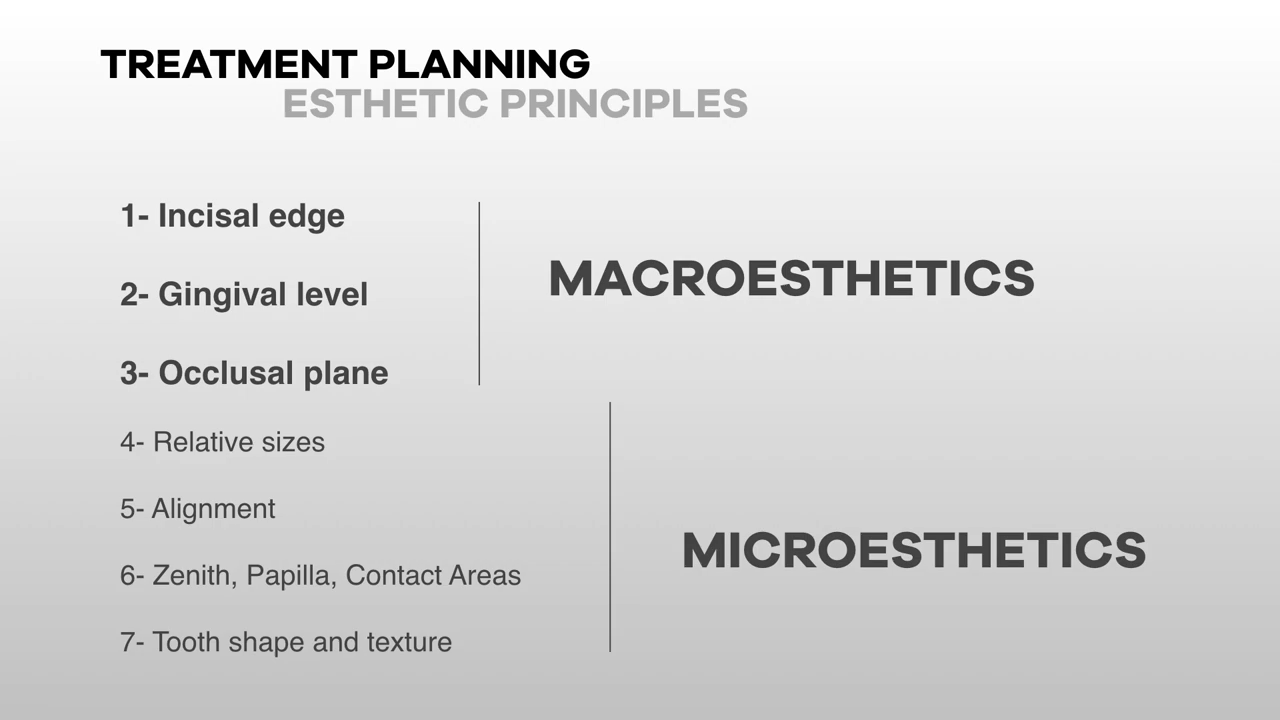 TREATMENT PLANNING
ESTHETIC PRINCIPLES
1- Incisal edge
2- Gingival level
3- Occlusal plane
MACROESTHETICS
4- Relative sizes
5- Alignment
6- Zenith, Papilla, Contact Areas
7- Tooth shape and texture
MICROESTHETICS